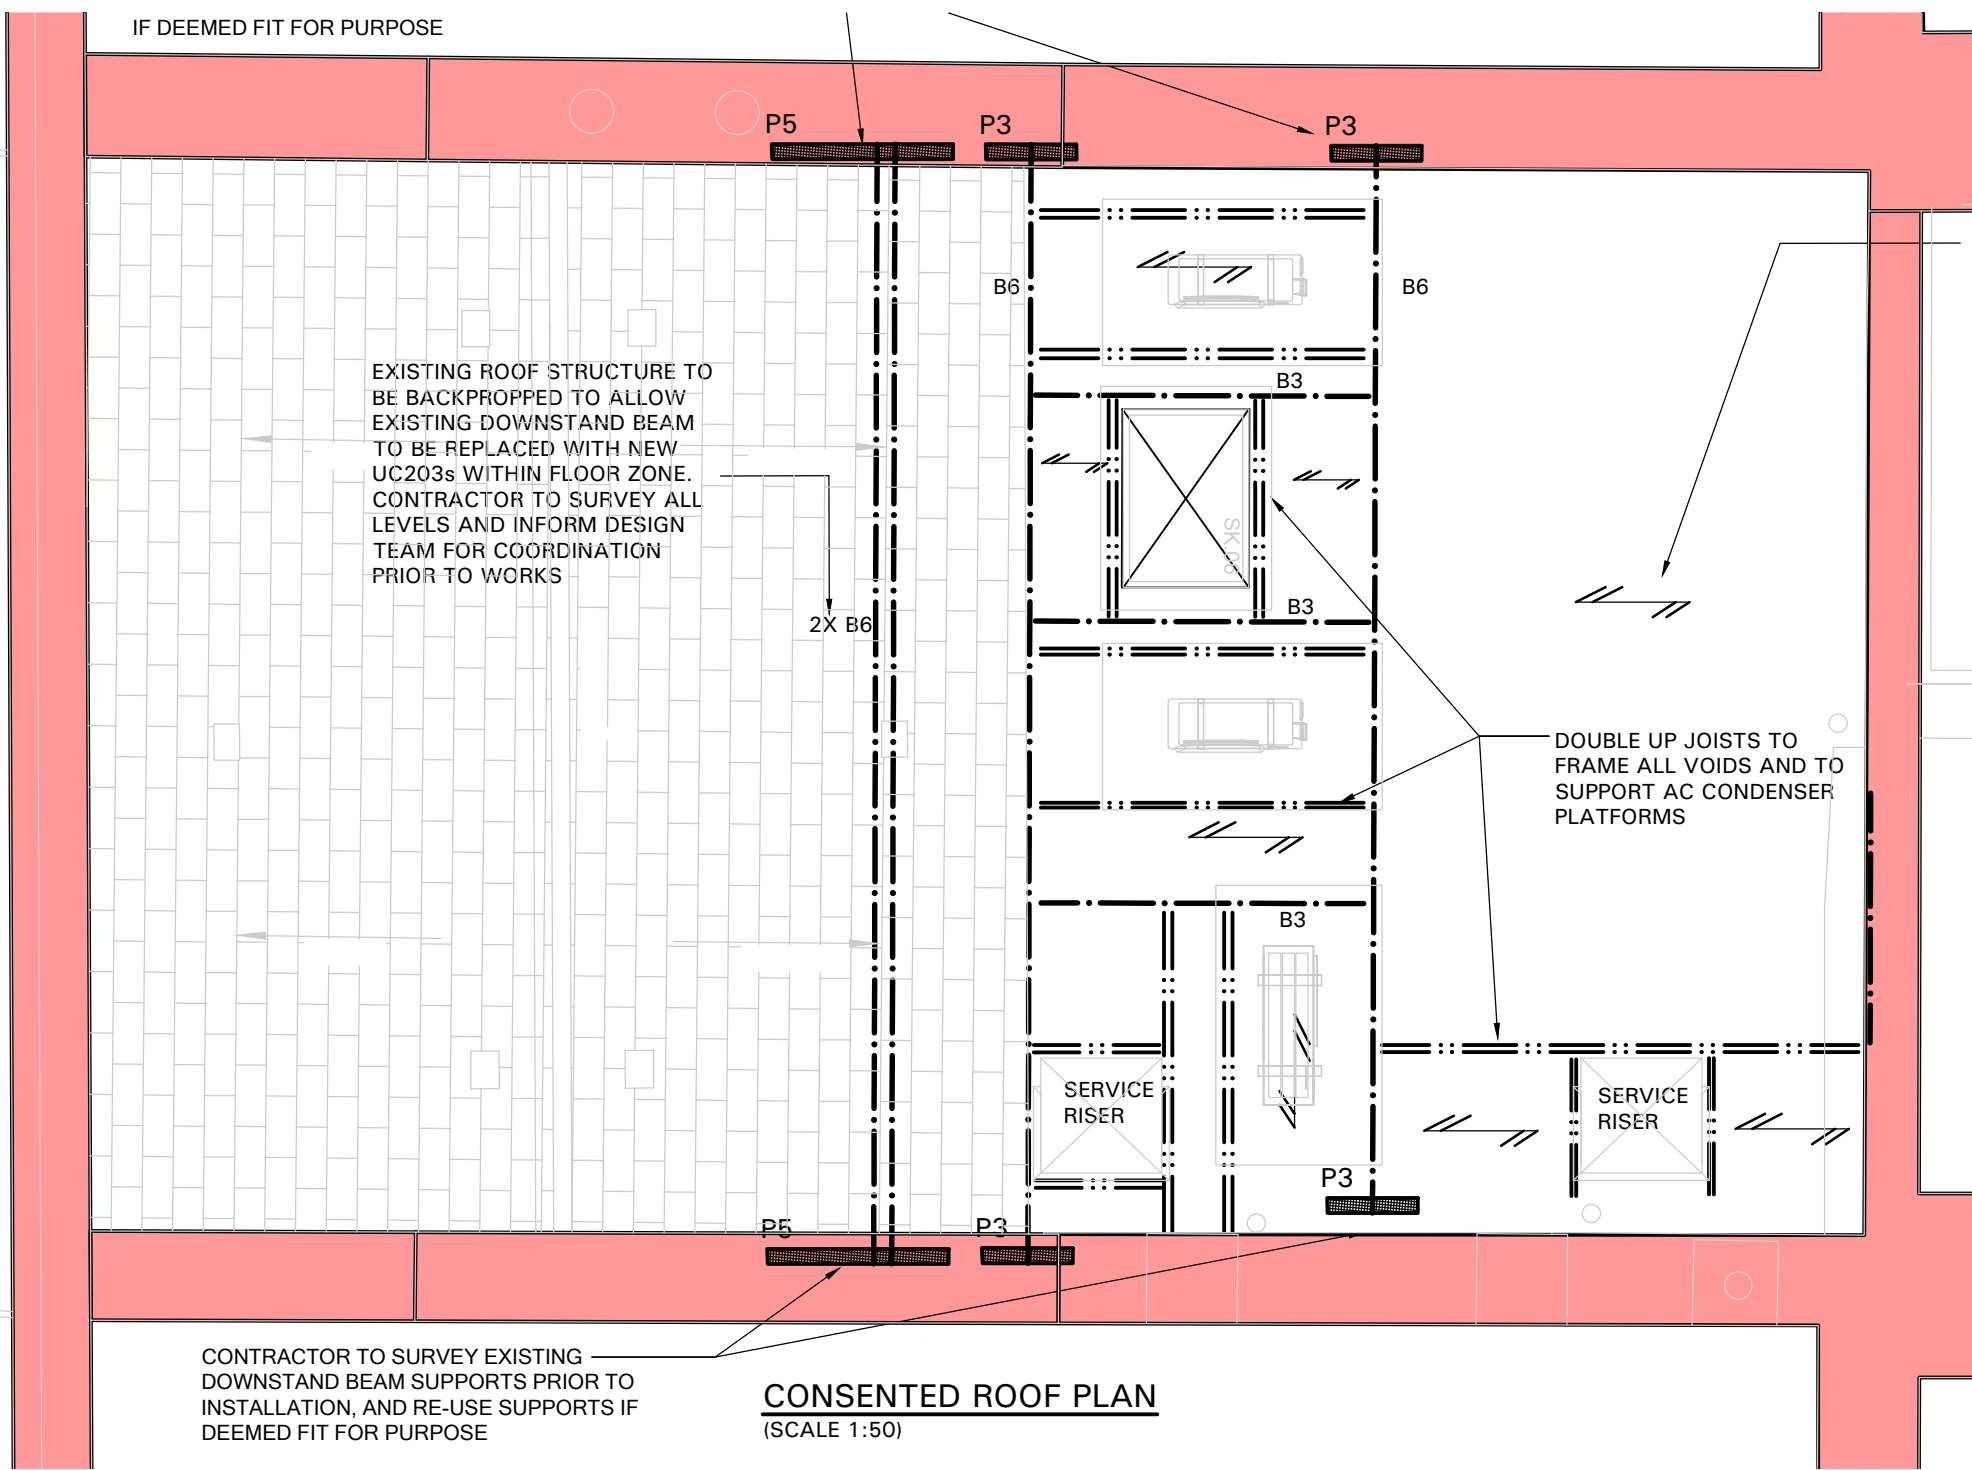 IF DEEMED FIT FOR PURPOSE
P5
P3
P3
B6
B6
EXISTING ROOF STRUCTURE TO
BE BACKPROPPED TO ALLOW
EXISTING DOWNSTAND BEAM
TO BE REPLACED WITH NEW
UC203s WITHIN FLOOR ZONE.
CONTRACTOR TO SURVEY ALL
LEVELS AND INFORM DESIGN
TEAM FOR COORDINATION
PRIOR TO WORKS
2X B6
B3
SK.06
B3
DOUBLE UP JOISTS TO
FRAME ALL VOIDS AND TO
SUPPORT AC CONDENSER
PLATFORMS
B3
SERVICE
RISER
SERVICE
RISER
P3
P5
P3
CONTRACTOR TO SURVEY EXISTING
DOWNSTAND BEAM SUPPORTS PRIOR TO
INSTALLATION, AND RE-USE SUPPORTS IF
DEEMED FIT FOR PURPOSE
CONSENTED ROOF PLAN
(SCALE 1:50)